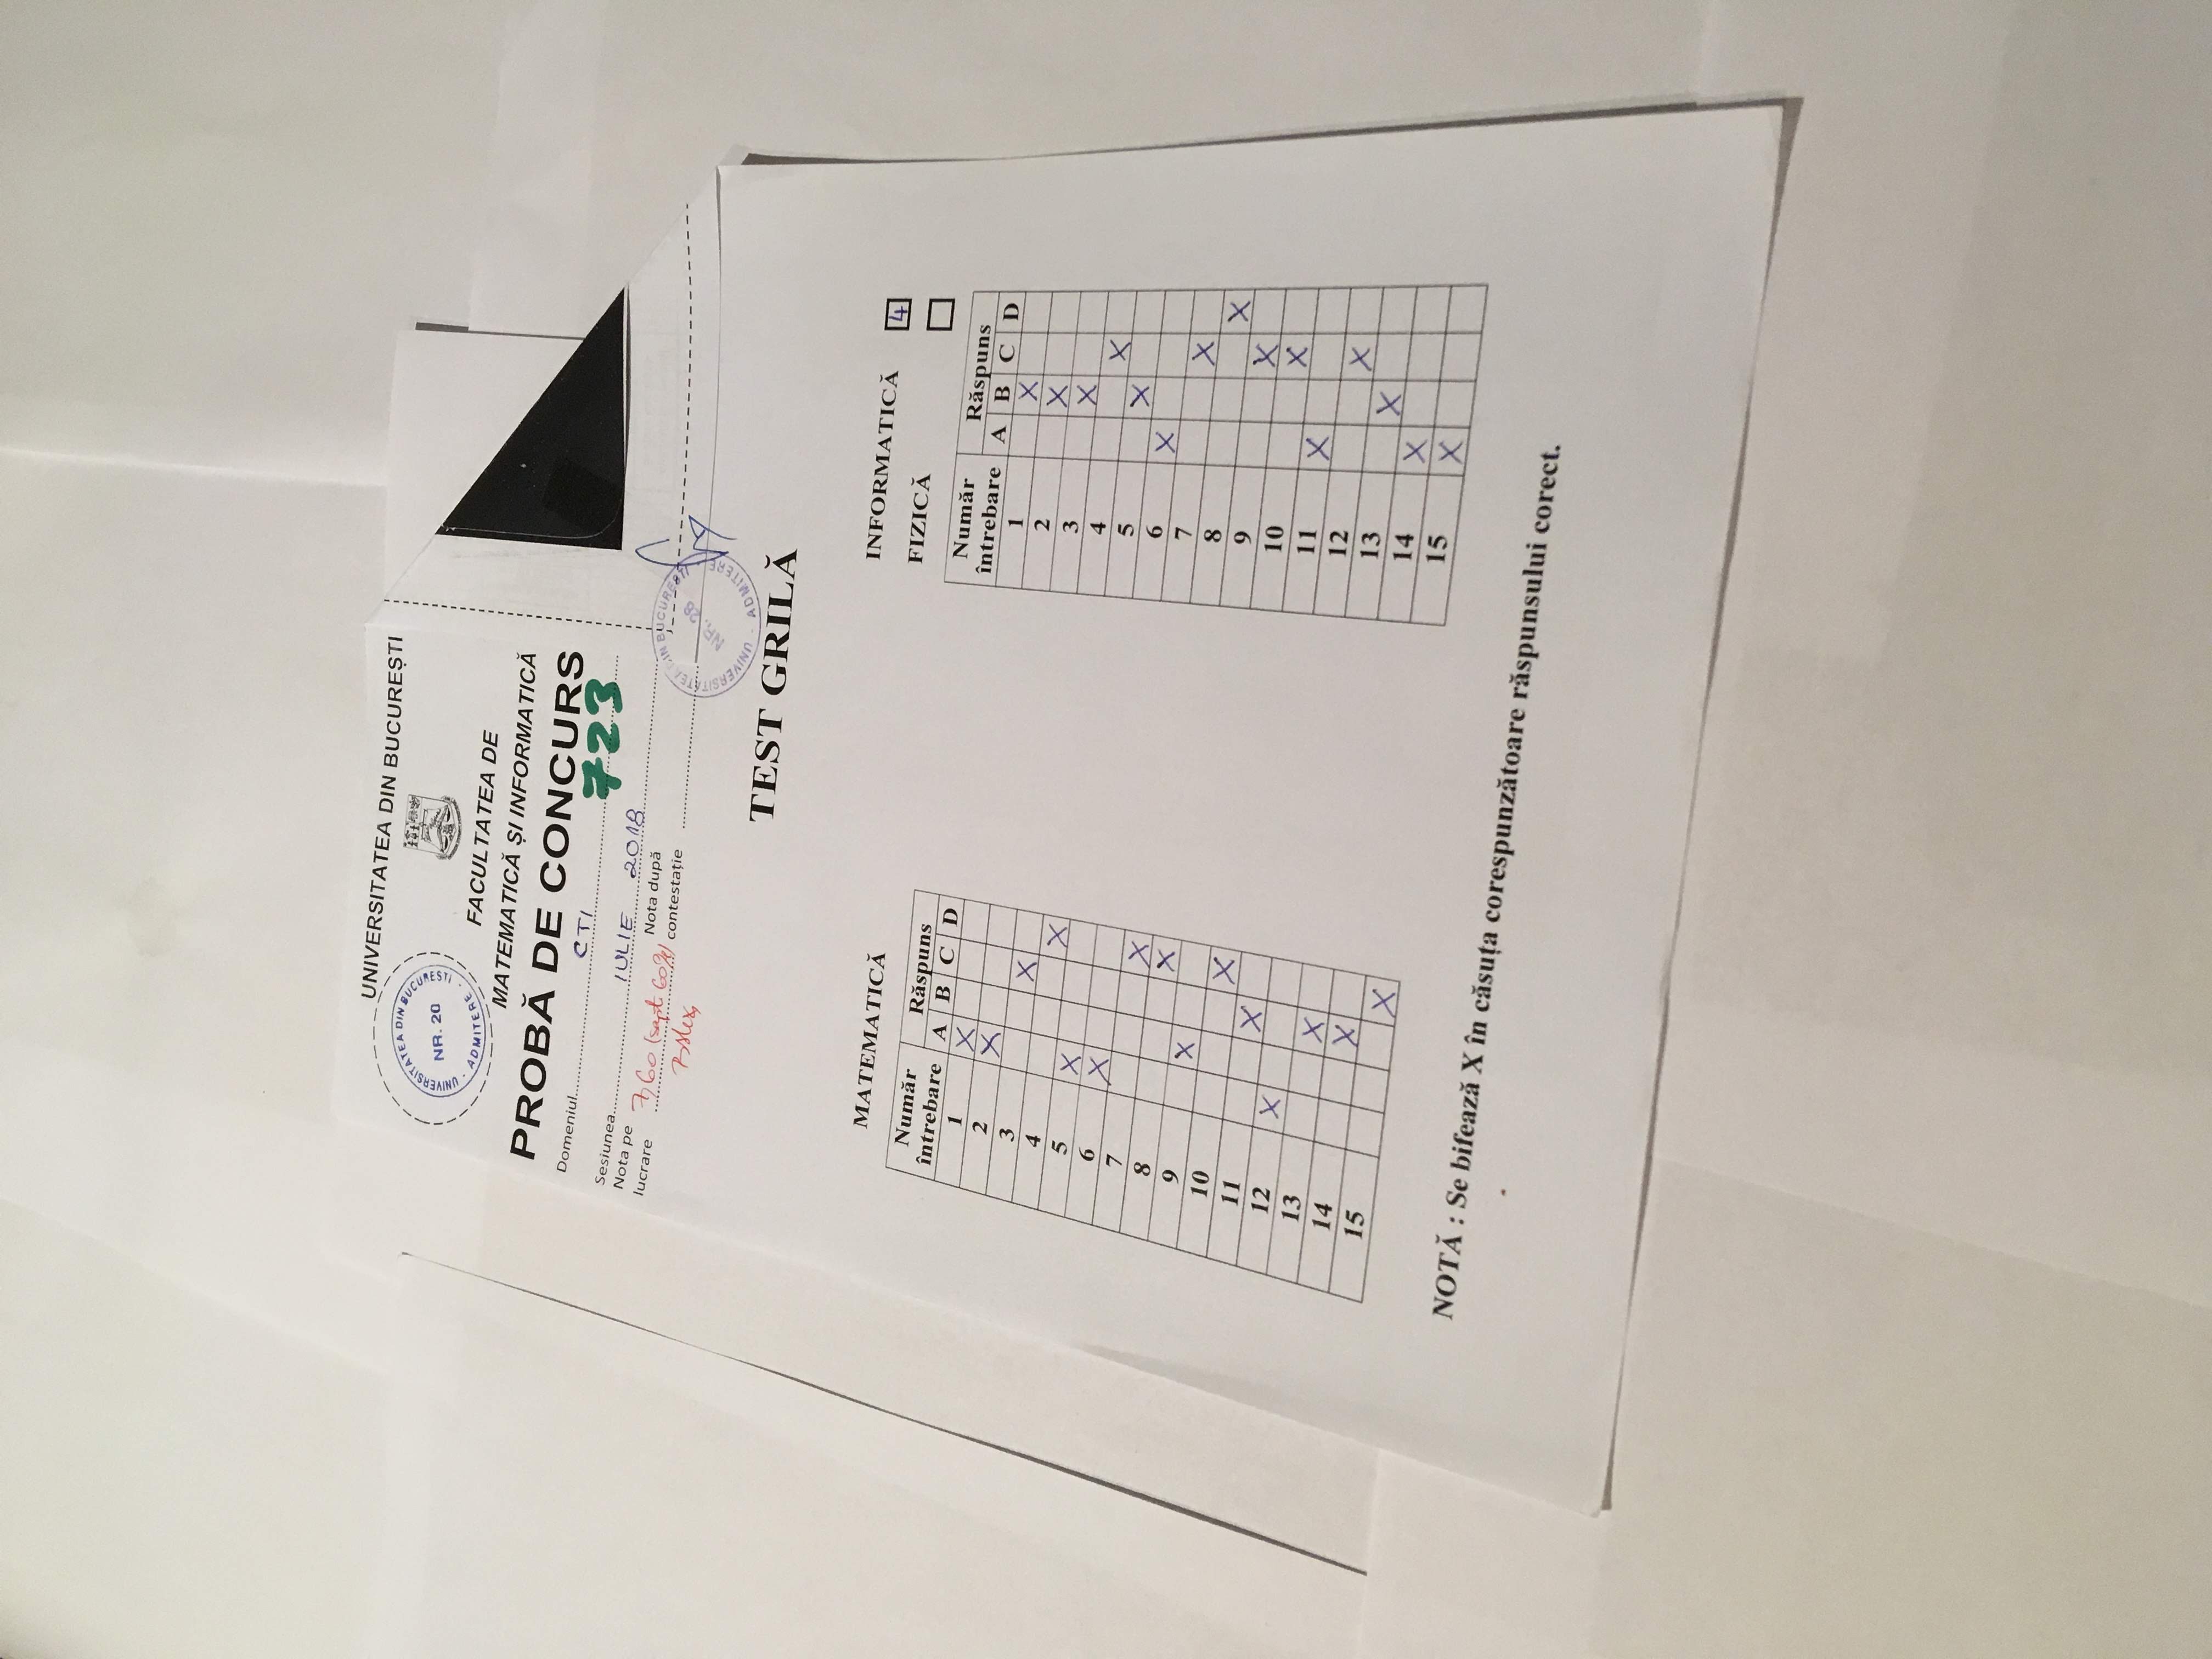 UNIVERSITATEA DIN BUCUREȘTI
UNIVERSITATEA DIN BUCUREȘTI
NR. 20
- ADMITERE -
FACULTATEA DE
MATEMATICĂ ȘI INFORMATICĂ
PROBĂ DE CONCURS
Domeniul CTI 723
Sesiunea IULIE 2018
Nota pe lucrare 7,60 (sapt 60%)
Nota după contestație
UNIVERSITATEA DIN BUCUREȘTI
NR. 28
- ADMITERE
TEST GRILĂ
MATEMATICĂ
Număr întrebare Răspuns
A B C D
1 X
2 X
3 X
4 X
5 X
6 X
7 X
8 X
9 X
10 X
11 X
12 X
13 X
14 X
15 X
INFORMATICĂ 4
FIZICĂ
Număr întrebare Răspuns
A B C D
1 X
2 X
3 X
4 X
5 X
6 X
7 X
8 X
9 X
10 X
11 X
12 X
13 X
14 X
15 X
NOTĂ : Se bifează X în căsuța corespunzătoare răspunsului corect.